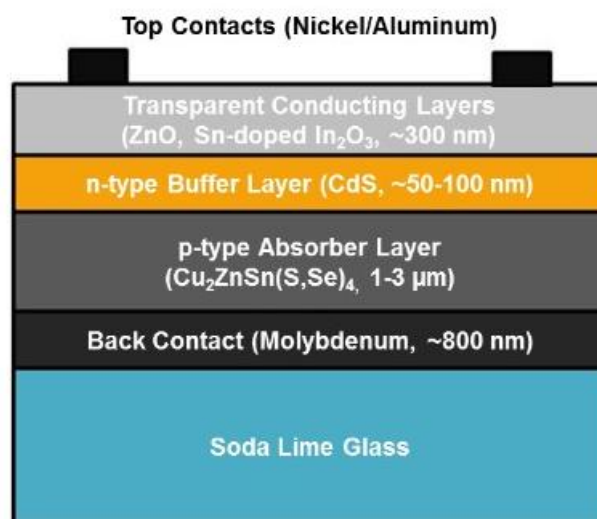 Top Contacts (Nickel/Aluminum)
Transparent Conducting Layers
(ZnO, Sn-doped In₂O₃, ~300 nm)
n-type Buffer Layer (CdS, ~50-100 nm)
p-type Absorber Layer
(Cu₂ZnSn(S,Se)₄, 1-3 µm)
Back Contact (Molybdenum, ~800 nm)
Soda Lime Glass